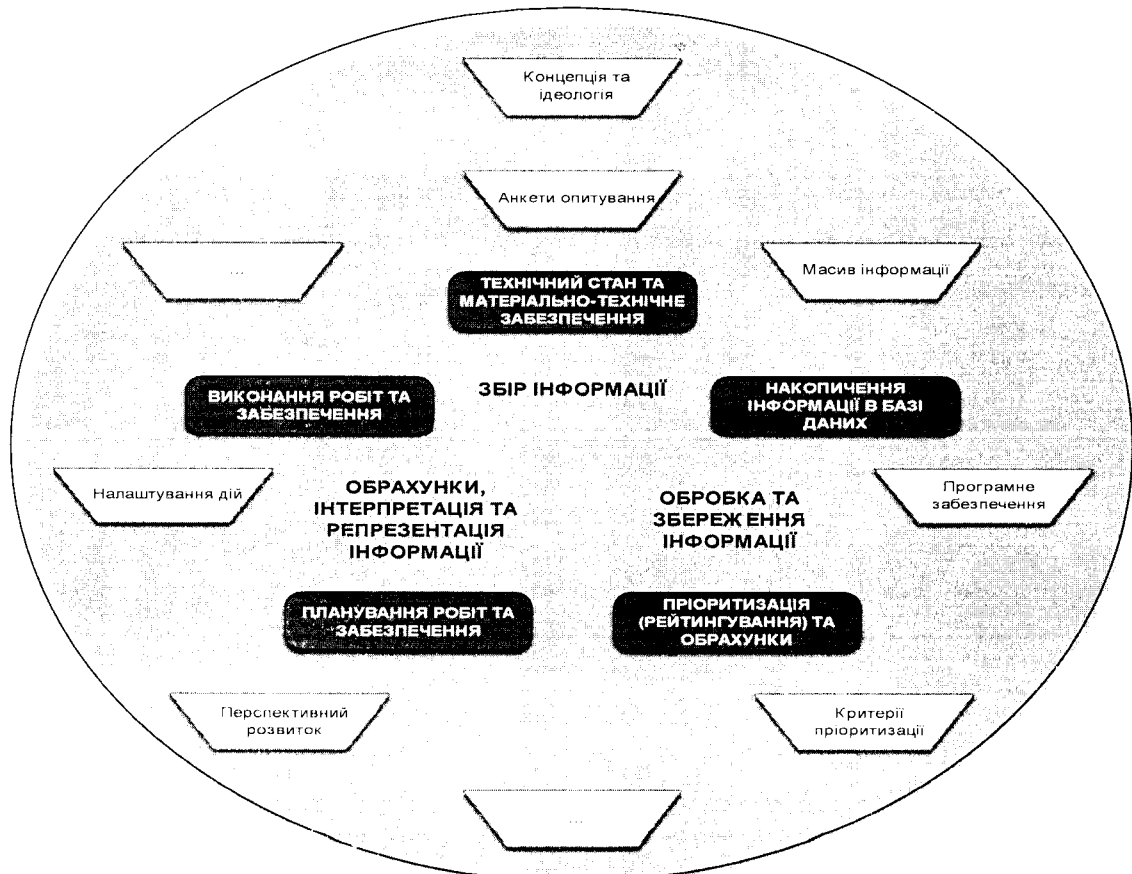 Концепція та
ідеологія
Анкети опитування
...
Масив інформації
ТЕХНІЧНИЙ СТАН ТА
МАТЕРІАЛЬНО-ТЕХНІЧНЕ
ЗАБЕЗПЕЧЕННЯ
ВИКОНАННЯ РОБІТ ТА
ЗАБЕЗПЕЧЕННЯ
ЗБІР ІНФОРМАЦІЇ
НАКОПИЧЕННЯ
ІНФОРМАЦІЇ В БАЗІ
ДАНИХ
Налаштування дій
ОБРАХУНКИ,
ІНТЕРПРЕТАЦІЯ ТА
РЕПРЕЗЕНТАЦІЯ
ІНФОРМАЦІЇ
ОБРОБКА ТА
ЗБЕРЕЖЕННЯ
ІНФОРМАЦІЇ
Програмне
забезпечення
ПЛАНУВАННЯ РОБІТ ТА
ЗАБЕЗПЕЧЕННЯ
ПРІОРИТИЗАЦІЯ
(РЕЙТИНГУВАННЯ) ТА
ОБРАХУНКИ
Перспективний
розвиток
Критерії
пріоритизації
...